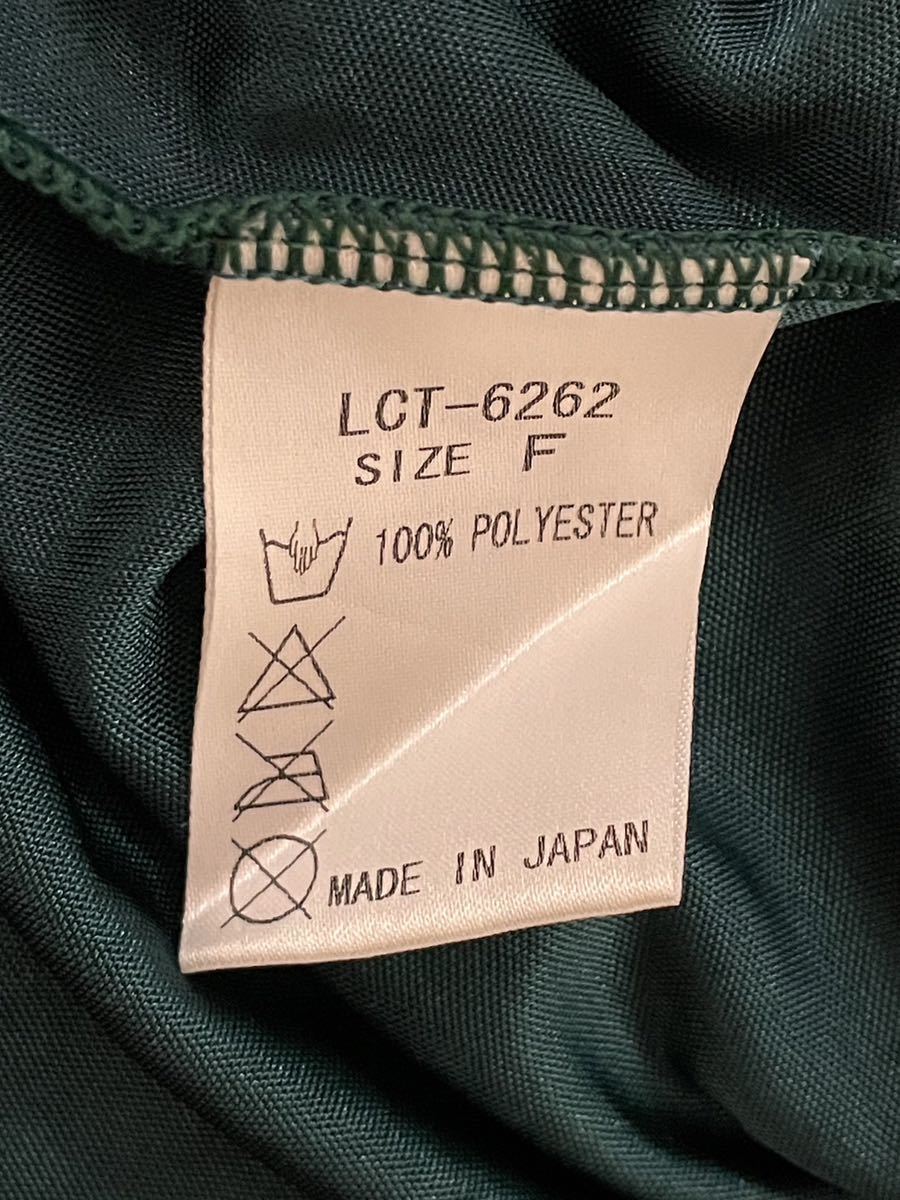 LCT-6262
SIZE F
100% POLYESTER
MADE IN JAPAN